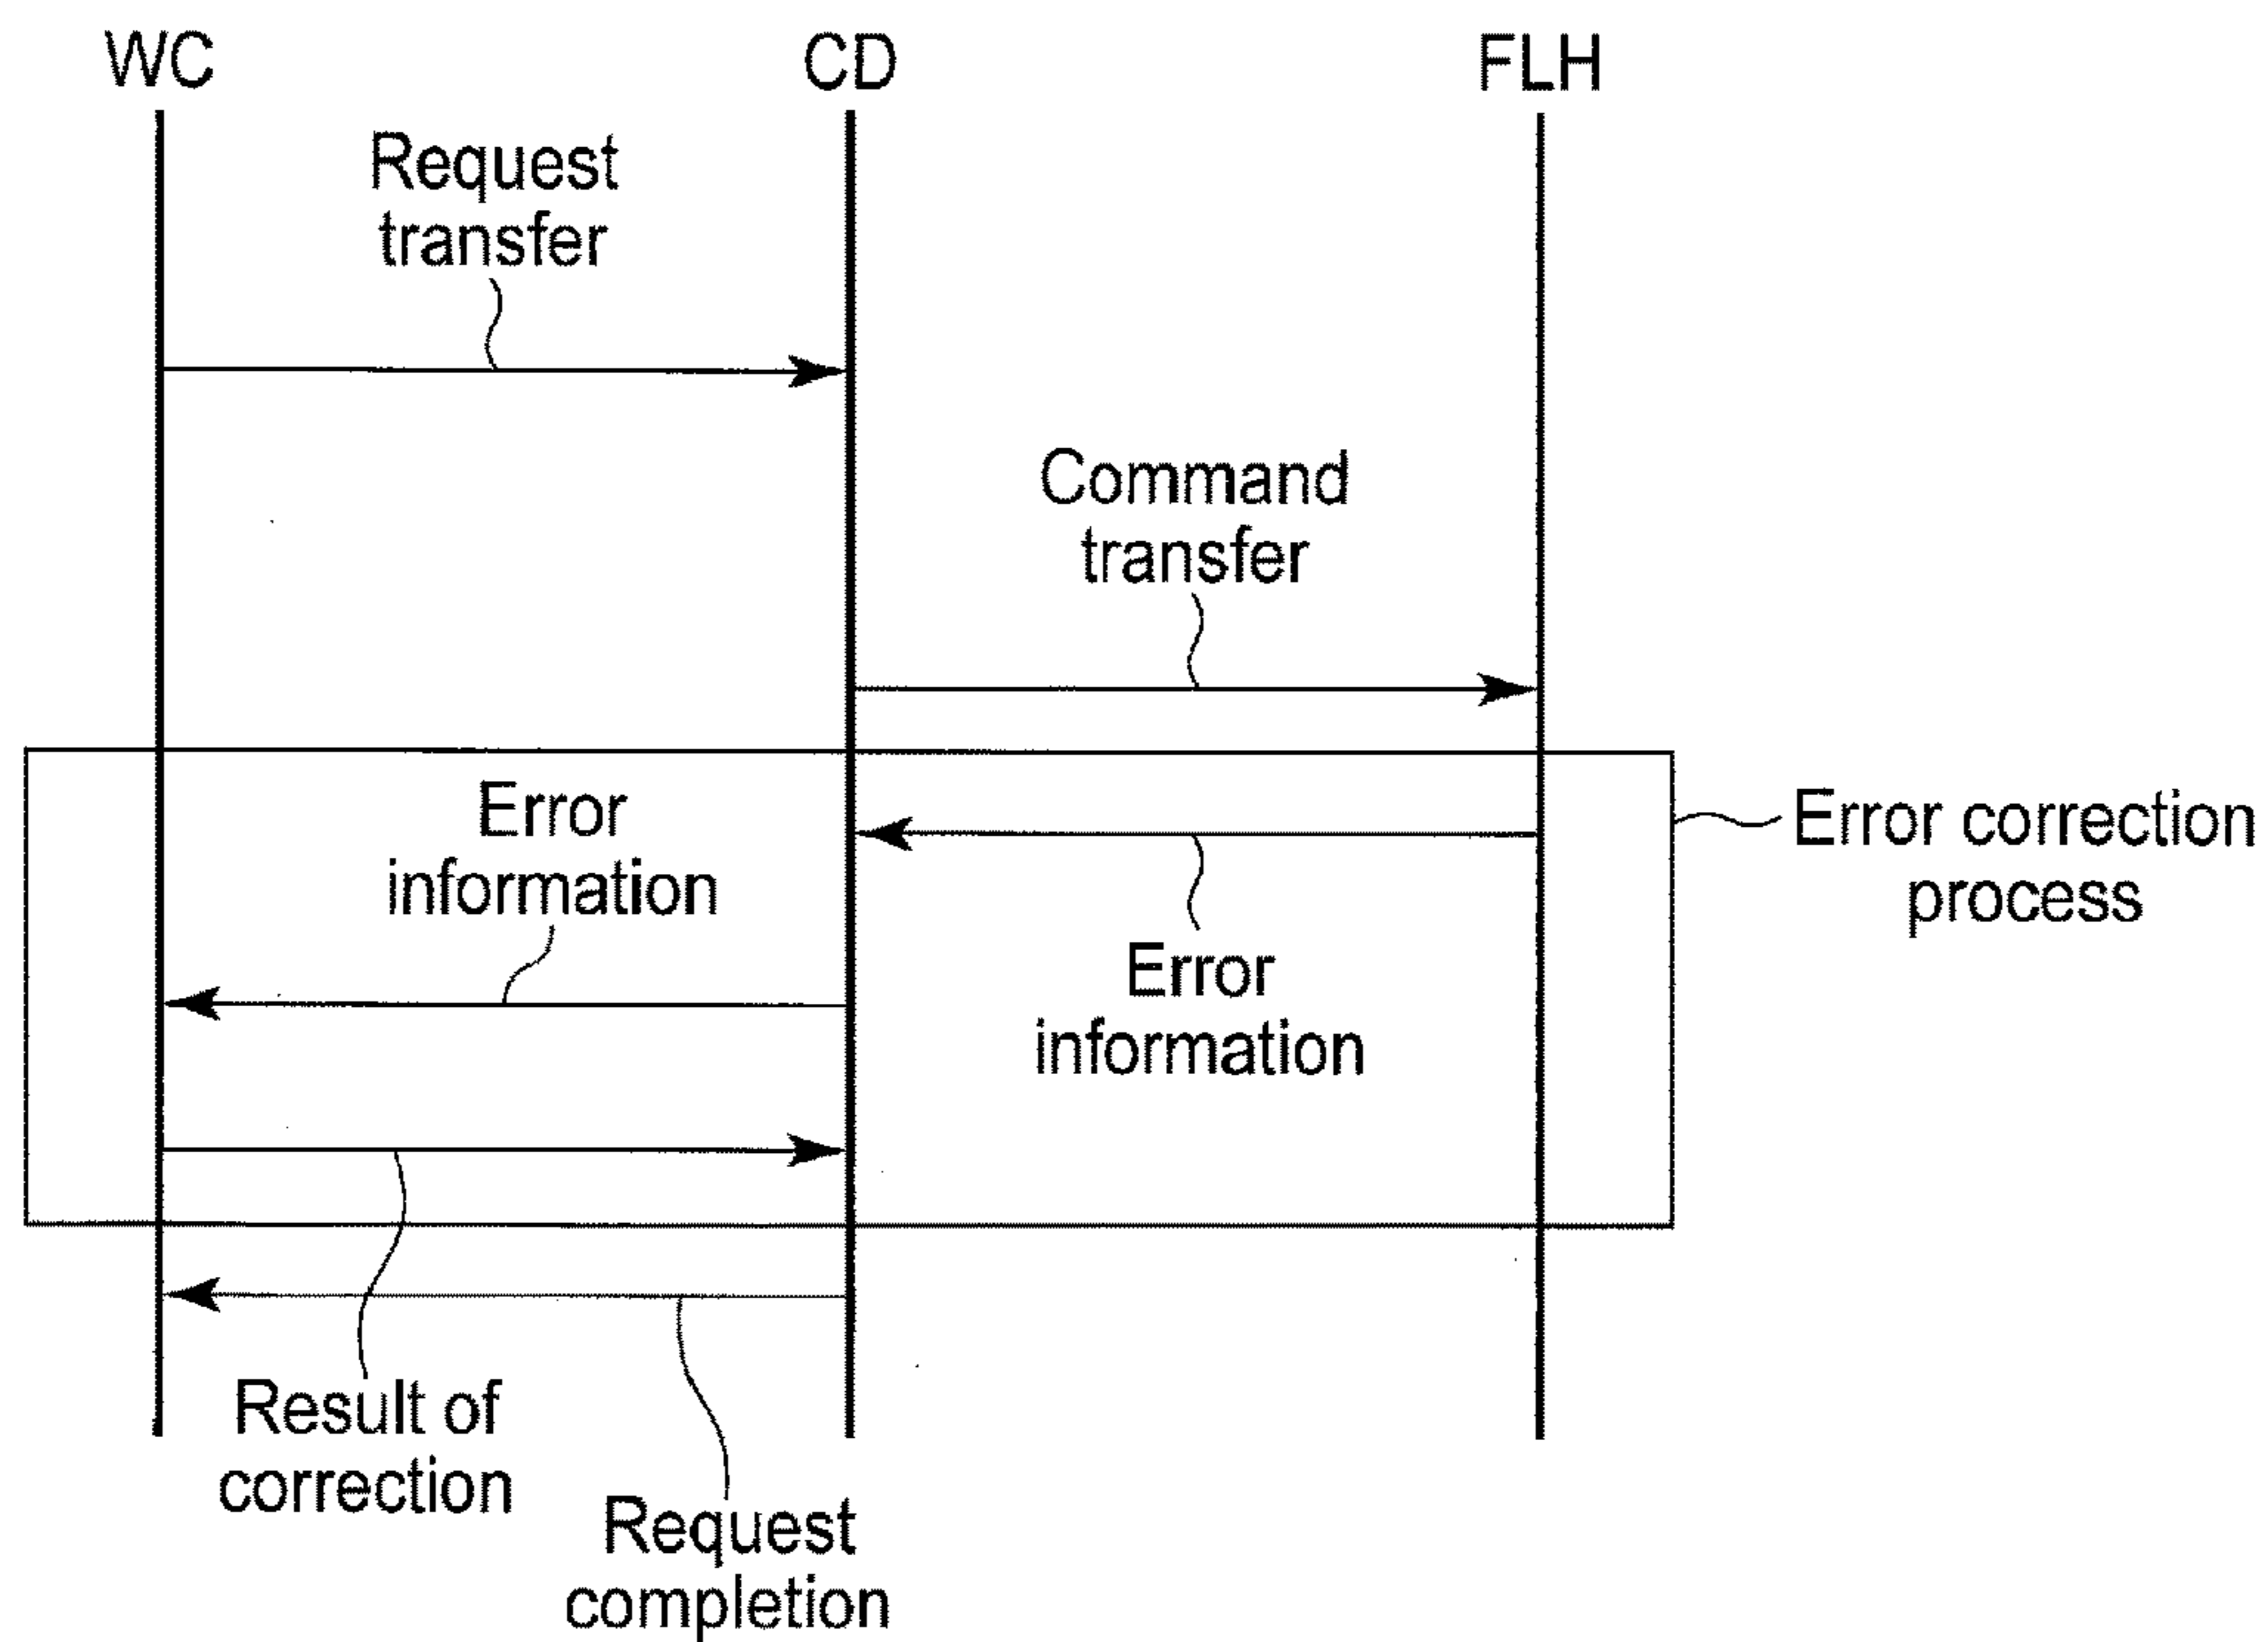 WC
CD
FLH
Request
transfer
Command
transfer
Error
information
Error correction
process
Error
information
Result of
correction
Request
completion